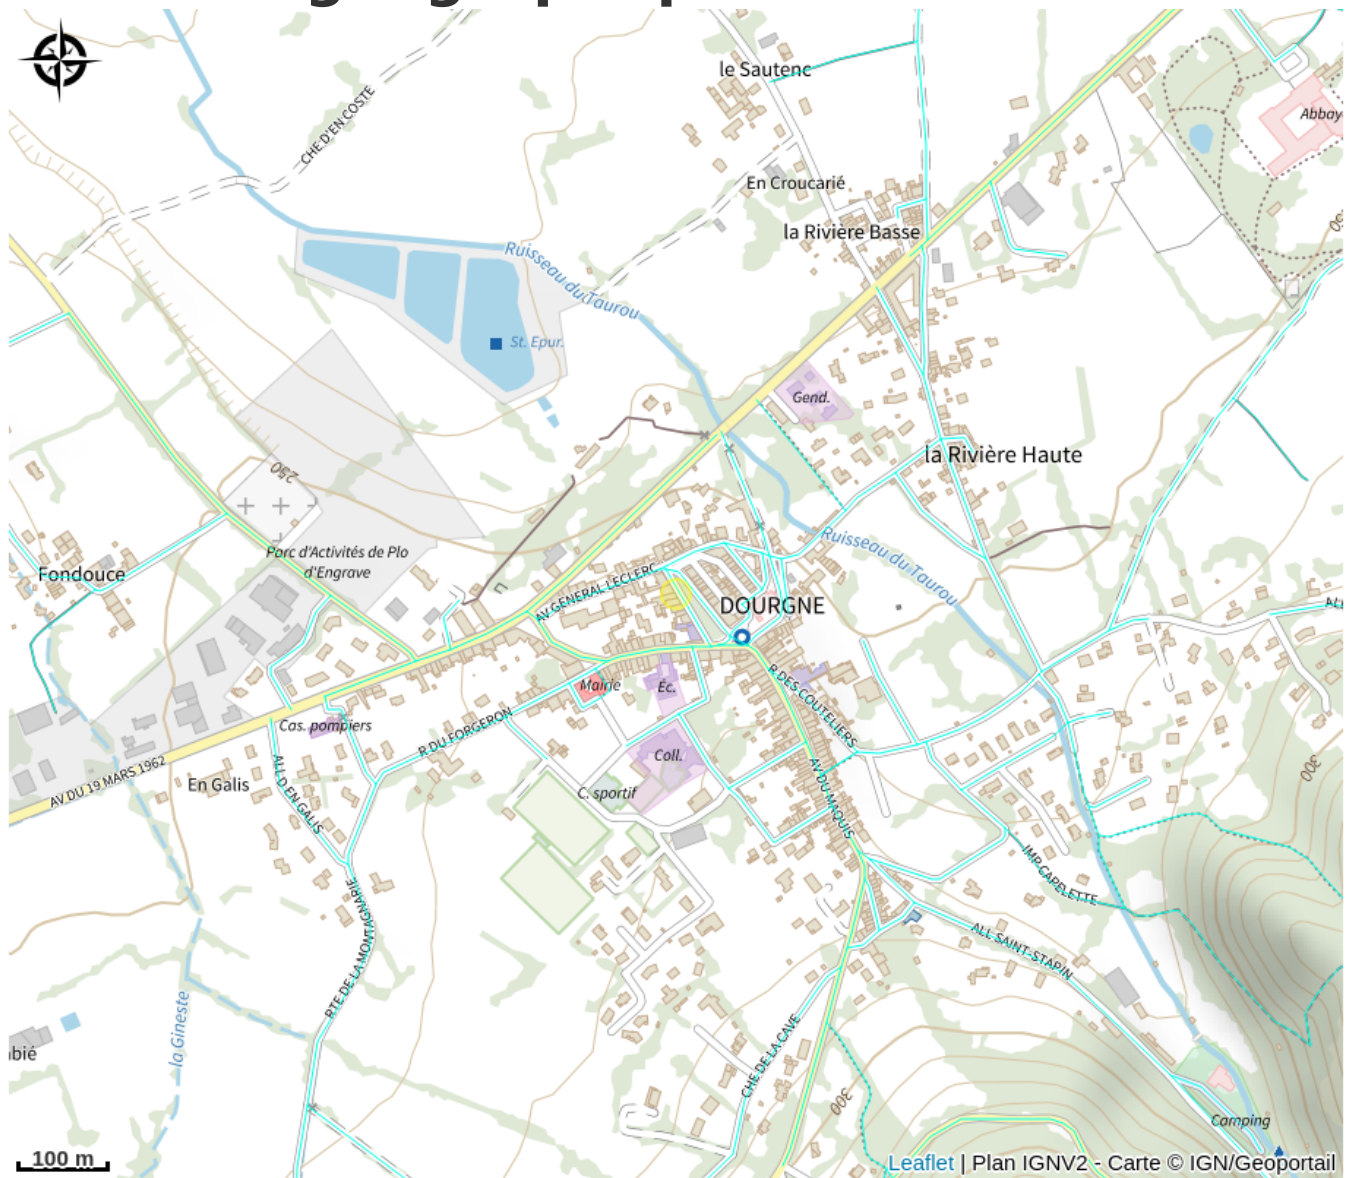 le Sautenc
CHE D'EN COSTE
Abbay
En Croucarié
la Rivière Basse
Ruisseau du Taurou
St. Epur.
Gend.
la Rivière Haute
250
Parc d'Activités de Plo
d'Engrave
Fondouce
Ruisseau du Taurou
AV GENERAL LECLERC
DOURGNE
Mairie
Éc.
R DES COUTELIERS
Cas. pompiers
R DU FORGERON
Coll.
AV DU 19 MARS 1962
En Galis
ALL D EN GALIS
C. sportif
AV DU MAQUIS
300
IMP CAPELETTE
RTE DE LA MONTAGNARIE
ALL SAINT-STAPIN
la Gineste
bié
CHE DE LA CAVE
300
Camping
100 m
Leaflet | Plan IGNV2 - Carte © IGN/Geoportail